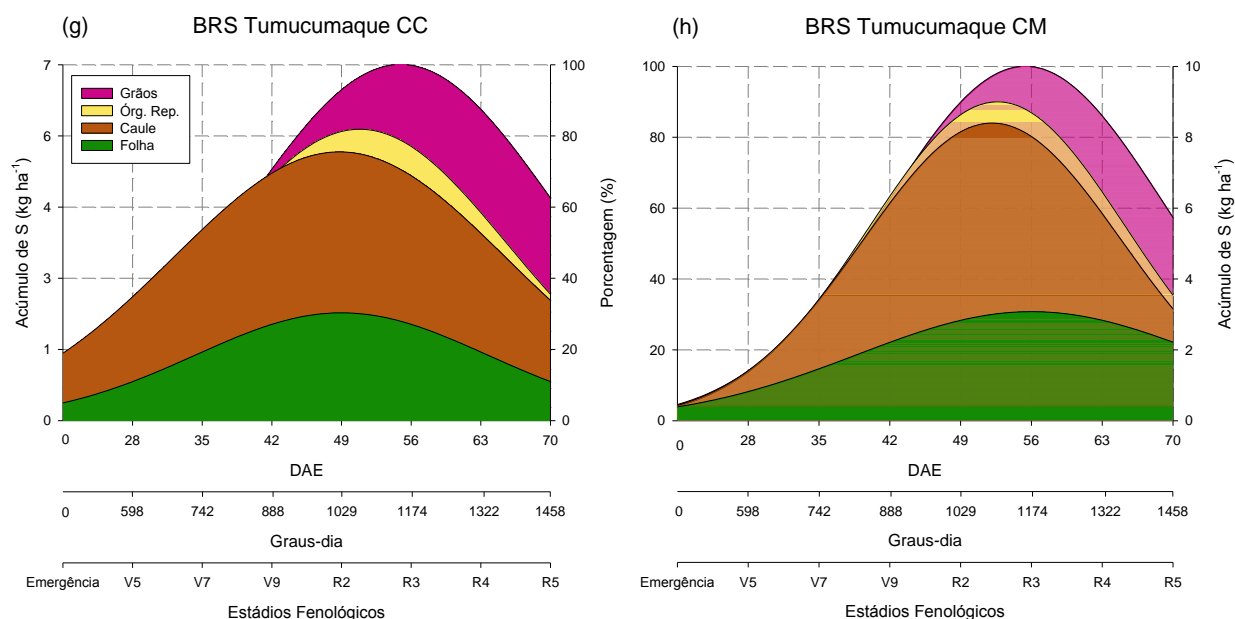 (g) BRS Tumucumaque CC
7
6
4
3
1
0
Acúmulo de S (kg ha⁻¹)
Grãos
Órg. Rep.
Caule
Folha
100
80
60
40
20
0
0 28 35 42 49 56 63 70
DAE
0 598 742 888 1029 1174 1322 1458
Graus-dia
Emergência V5 V7 V9 R2 R3 R4 R5
Estádios Fenológicos
(h) BRS Tumucumaque CM
Porcentagem (%)
100
80
60
40
20
0
10
8
6
4
2
0
Acúmulo de S (kg ha⁻¹)
0 28 35 42 49 56 63 70
DAE
0 598 742 888 1029 1174 1322 1458
Graus-dia
Emergência V5 V7 V9 R2 R3 R4 R5
Estádios Fenológicos